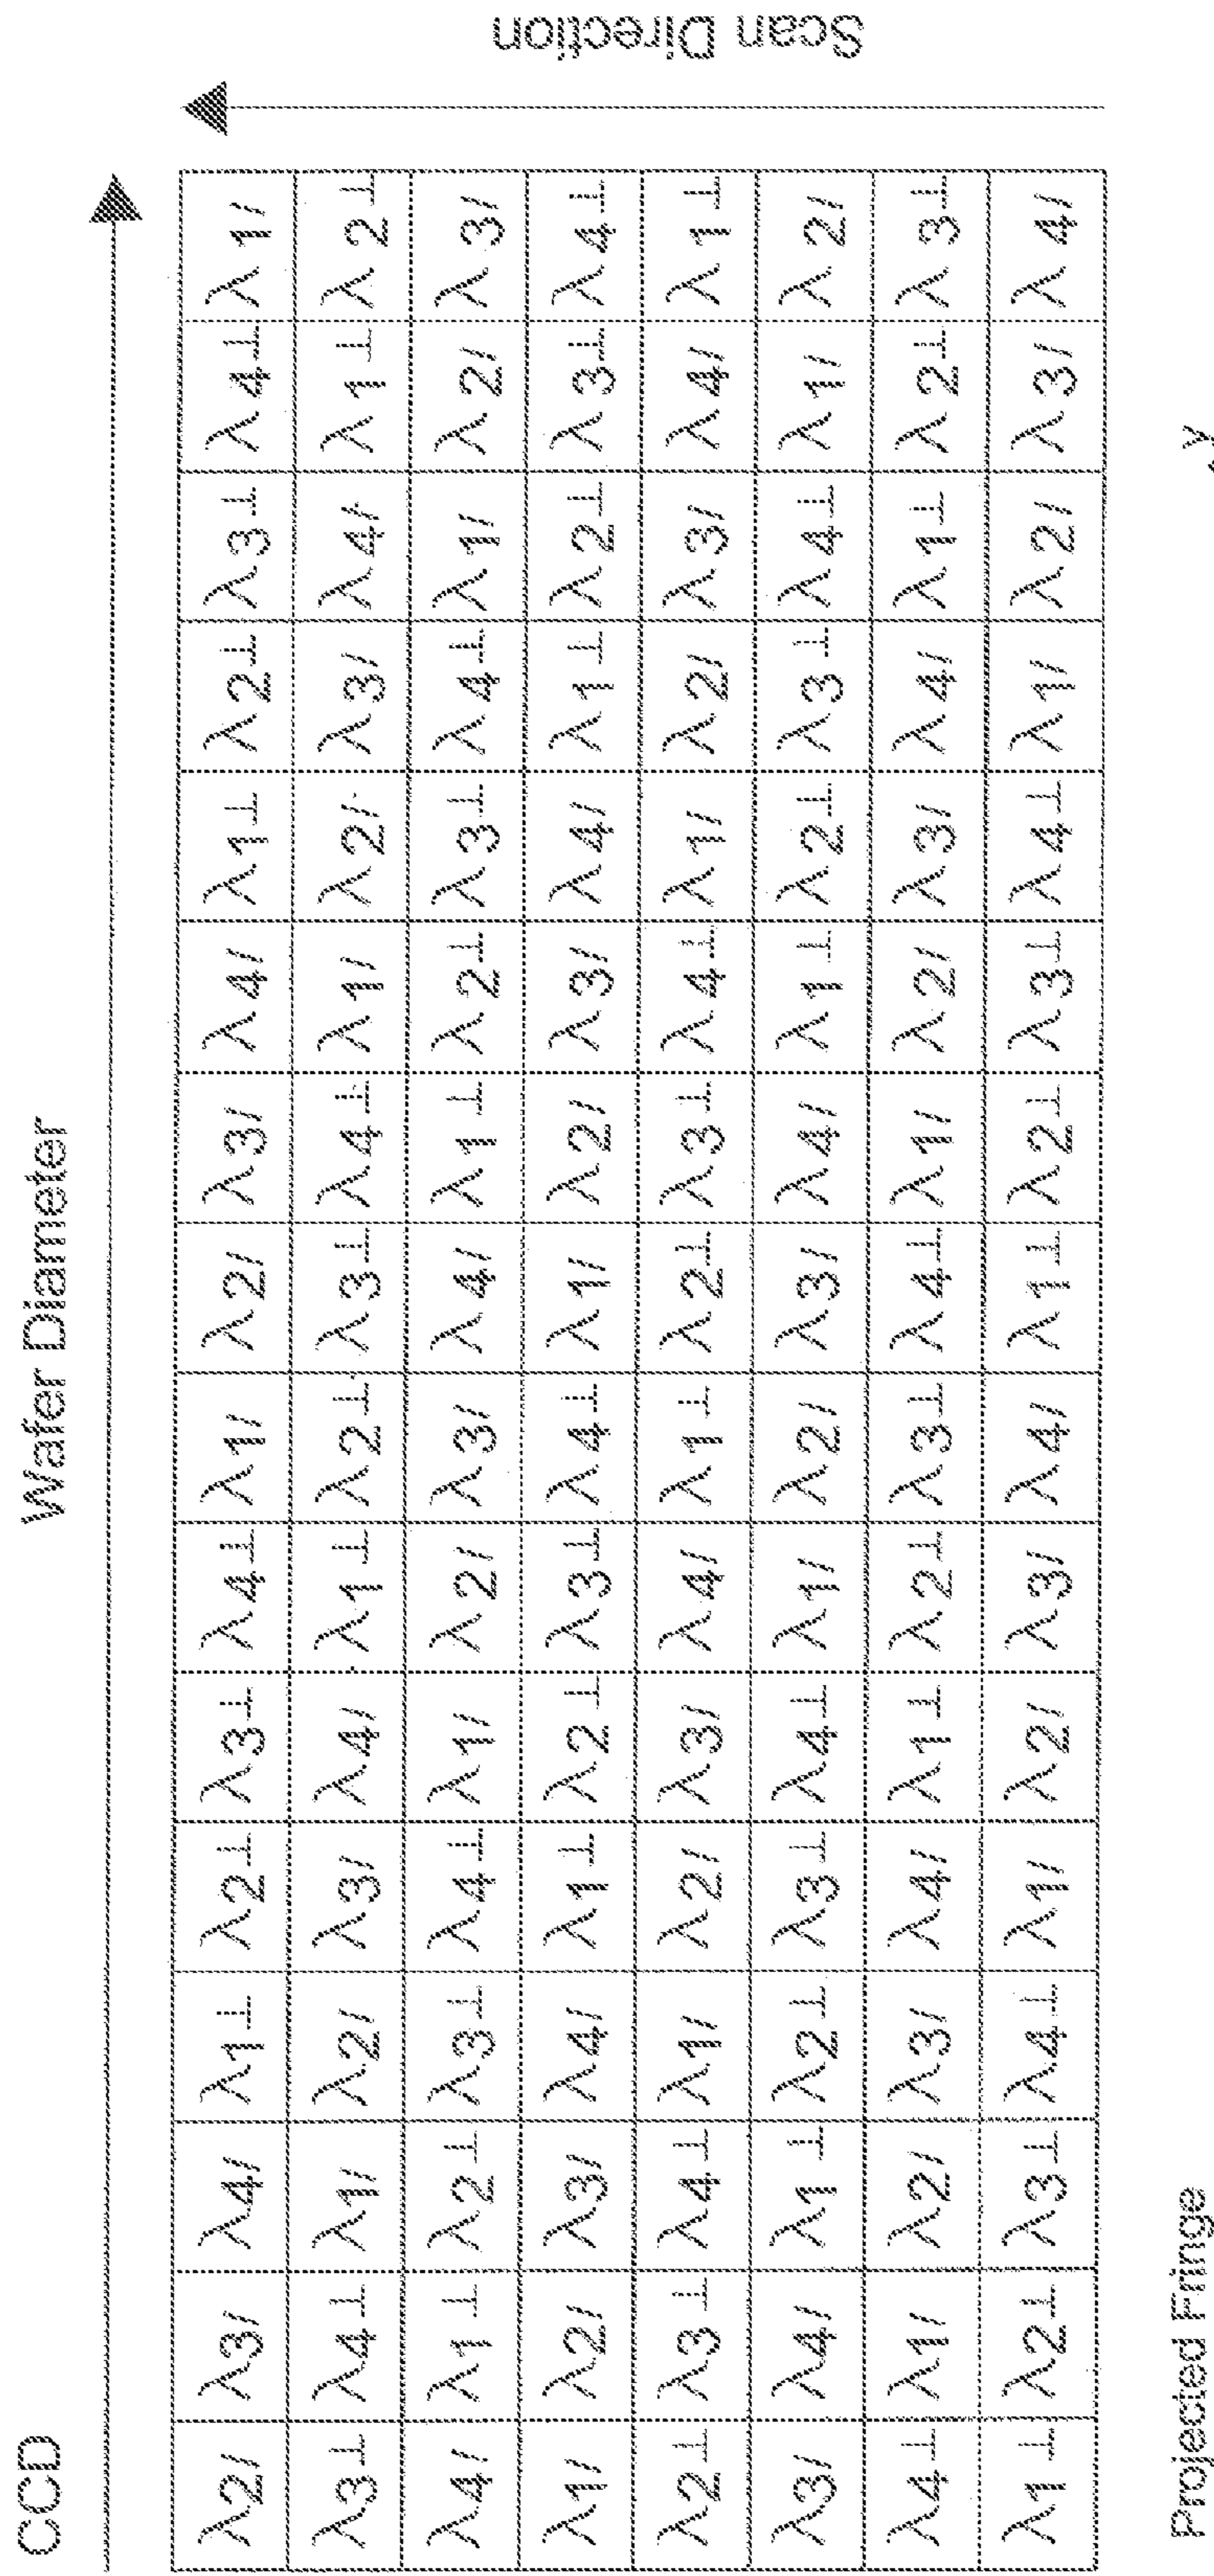 CCD Wafer Diameter
λ2/ λ3/ λ4/ λ1⊥ λ2⊥ λ3⊥ λ4⊥ λ1/ λ2/ λ3/ λ4/ λ1⊥ λ2⊥ λ3⊥ λ4⊥ λ1/
λ3⊥ λ4⊥ λ1/ λ2/ λ3/ λ4/ λ1⊥ λ2⊥ λ3⊥ λ4⊥ λ1/ λ2/ λ3/ λ4/ λ1⊥ λ2⊥
λ4/ λ1⊥ λ2⊥ λ3⊥ λ4⊥ λ1/ λ2/ λ3/ λ4/ λ1⊥ λ2⊥ λ3⊥ λ4⊥ λ1/ λ2/ λ3/
λ1/ λ2/ λ3/ λ4/ λ1⊥ λ2⊥ λ3⊥ λ4⊥ λ1/ λ2/ λ3/ λ4/ λ1⊥ λ2⊥ λ3⊥ λ4⊥
λ2⊥ λ3⊥ λ4⊥ λ1/ λ2/ λ3/ λ4/ λ1⊥ λ2⊥ λ3⊥ λ4⊥ λ1/ λ2/ λ3/ λ4/ λ1⊥
λ3/ λ4/ λ1⊥ λ2⊥ λ3⊥ λ4⊥ λ1/ λ2/ λ3/ λ4/ λ1⊥ λ2⊥ λ3⊥ λ4⊥ λ1/ λ2/
λ4⊥ λ1/ λ2/ λ3/ λ4/ λ1⊥ λ2⊥ λ3⊥ λ4⊥ λ1/ λ2/ λ3/ λ4/ λ1⊥ λ2⊥ λ3⊥
λ1⊥ λ2⊥ λ3⊥ λ4⊥ λ1/ λ2/ λ3/ λ4/ λ1⊥ λ2⊥ λ3⊥ λ4⊥ λ1/ λ2/ λ3/ λ4/
Scan Direction
Projected Fringe
y